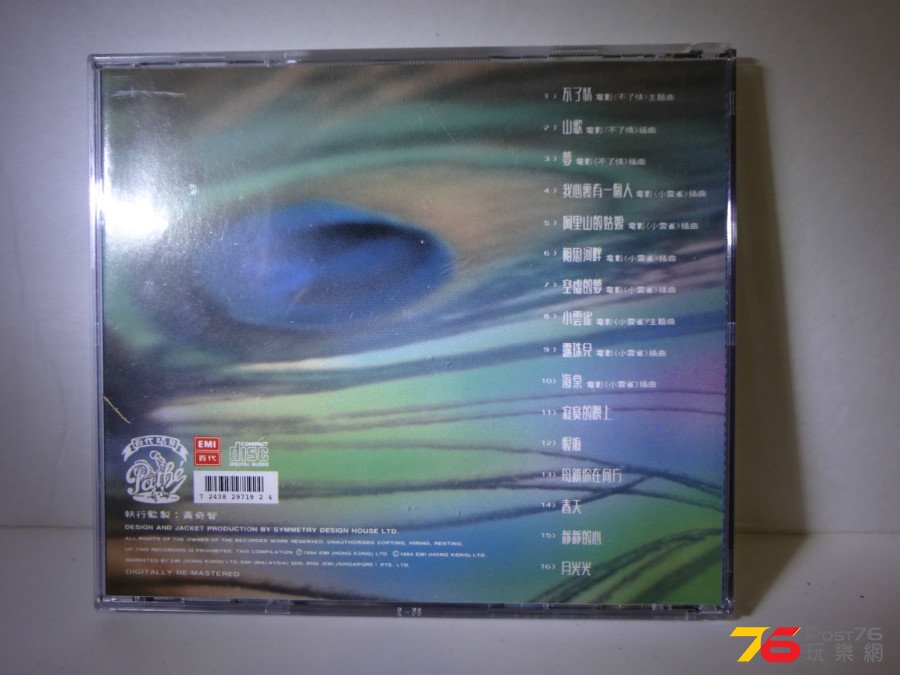 1) 不了情 電影《不了情》主題曲
2) 山歌 電影《不了情》插曲
3) 夢 電影《不了情》插曲
4) 我心裏有一個人 電影《小雲雀》插曲
5) 阿里山的姑娘 電影《小雲雀》插曲
6) 相思河畔 電影《小雲雀》插曲
7) 空虛的夢 電影《小雲雀》插曲
8) 小雲雀 電影《小雲雀》主題曲
9) 露珠兒 電影《小雲雀》插曲
10) 海棠 電影《小雲雀》插曲
11) 寂寞的晚上
12) 恨海
13) 母親你在何方
14) 春天
15) 靜靜的心
16) 月光光
百代唱片
Pathe
EMI
百代
COMPACT
disc
DIGITAL AUDIO
7 24382 29719 2 4
執行監製：黃奇智
DESIGN AND JACKET PRODUCTION BY SYMMETRY DESIGN HOUSE LTD.
ALL RIGHTS OF THE OWNER OF THE RECORDED WORK RESERVED. UNAUTHORISED COPYING, HIRING, RENTING,
OF THIS RECORDING IS PROHIBITED. THIS COMPILATION ℗ 1994 EMI (HONG KONG) LTD. © 1994 EMI (HONG KONG) LTD.
MARKETED BY EMI (HONG KONG) LTD./EMI (MALAYSIA) SDN. BHD./EMI (SINGAPORE) PTE. LTD.
DIGITALLY RE-MASTERED
76 Post76
玩樂網